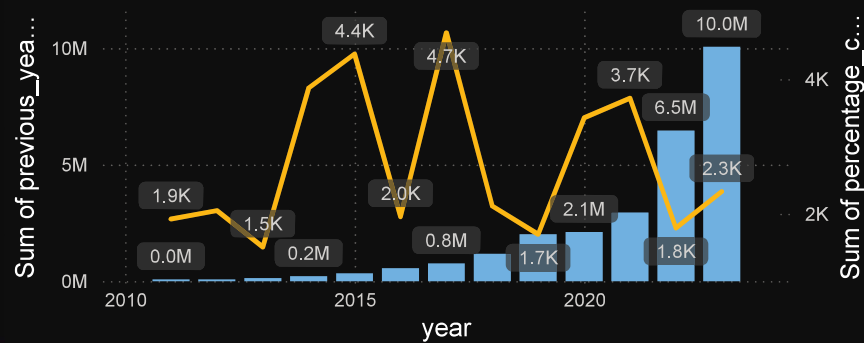 Sum of previous_yea...
10M
5M
0M
1.9K
0.0M
1.5K
0.2M
4.4K
2.0K
4.7K
0.8M
1.7K
2.1M
3.7K
6.5M
1.8K
10.0M
2.3K
4K
2K
Sum of percentage_c...
2010
2015
2020
year